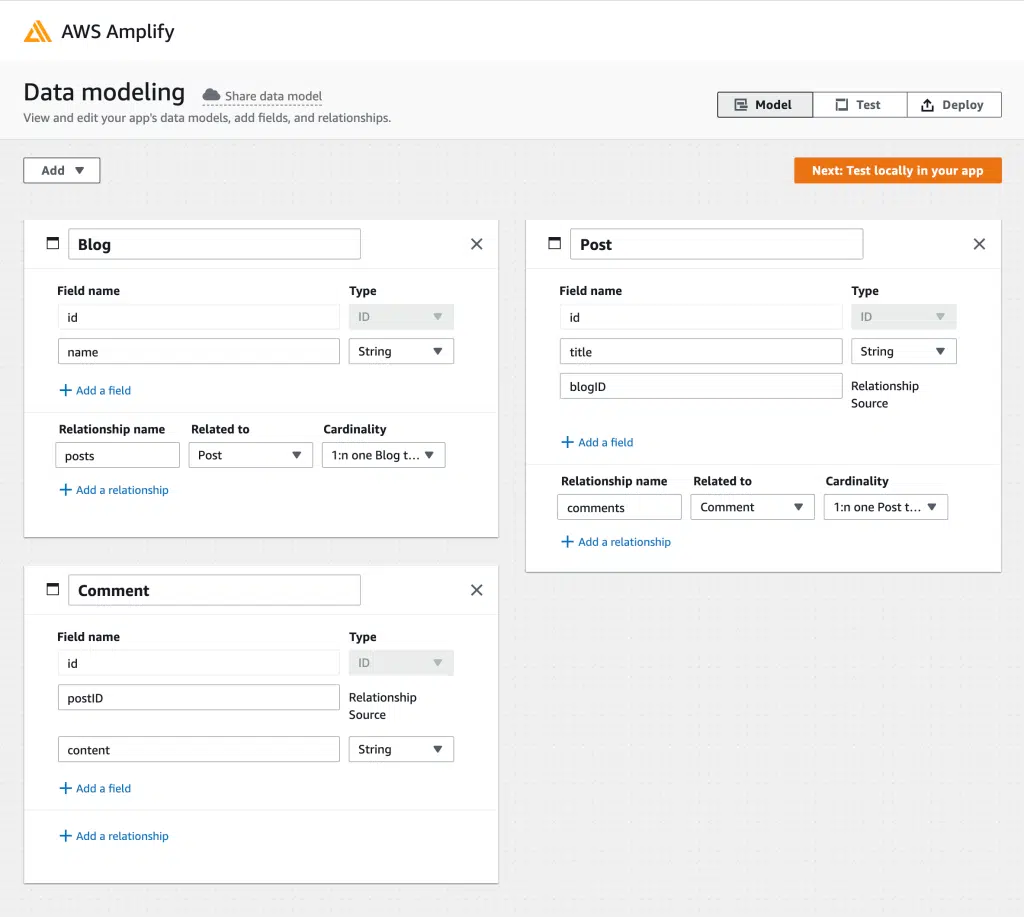 AWS Amplify
Data modeling
Share data model
View and edit your app's data models, add fields, and relationships.
Model
Test
Deploy
Add
Next: Test locally in your app
Blog
Field name Type
id ID
name String
Add a field
Relationship name Related to Cardinality
posts Post 1:n one Blog t...
Add a relationship
Post
Field name Type
id ID
title String
blogID Relationship
Source
Add a field
Relationship name Related to Cardinality
comments Comment 1:n one Post t...
Add a relationship
Comment
Field name Type
id ID
postID Relationship
Source
content String
Add a field
Add a relationship